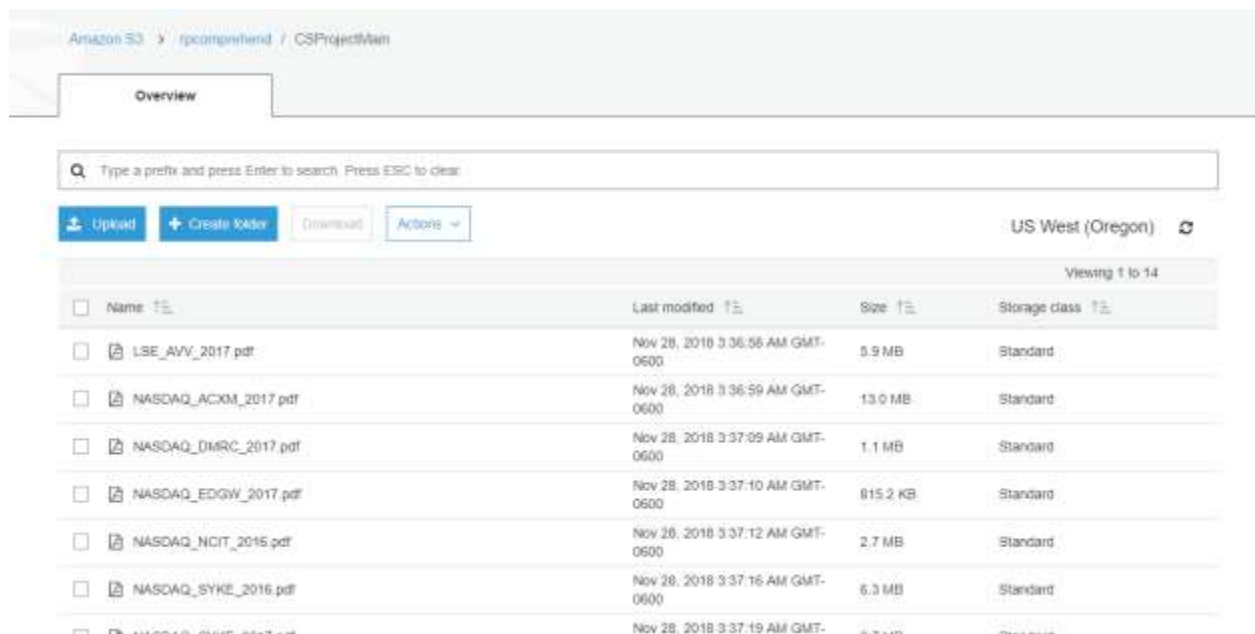 Amazon S3 > rpcomprehend / CSProjectMain
Overview
Type a prefix and press Enter to search. Press ESC to clear.
Upload + Create folder Download Actions US West (Oregon)
Viewing 1 to 14
Name Last modified Size Storage class
LSE_AVV_2017.pdf Nov 28, 2018 3:36:58 AM GMT-
0600 5.9 MB Standard
NASDAQ_ACXM_2017.pdf Nov 28, 2018 3:36:59 AM GMT-
0600 13.0 MB Standard
NASDAQ_DMRC_2017.pdf Nov 28, 2018 3:37:09 AM GMT-
0600 1.1 MB Standard
NASDAQ_EDGW_2017.pdf Nov 28, 2018 3:37:10 AM GMT-
0600 815.2 KB Standard
NASDAQ_NCIT_2016.pdf Nov 28, 2018 3:37:12 AM GMT-
0600 2.7 MB Standard
NASDAQ_SYKE_2016.pdf Nov 28, 2018 3:37:16 AM GMT-
0600 6.3 MB Standard
Nov 28, 2018 3:37:19 AM GMT-